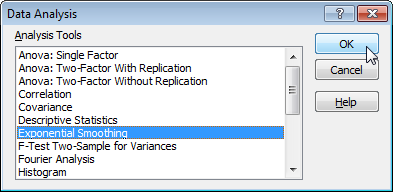 Data Analysis
?
Analysis Tools
OK
Anova: Single Factor
Anova: Two-Factor With Replication
Anova: Two-Factor Without Replication
Cancel
Correlation
Covariance
Descriptive Statistics
Help
Exponential Smoothing
F-Test Two-Sample for Variances
Fourier Analysis
Histogram